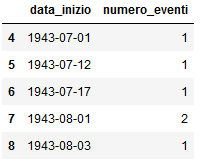 data_inizio numero_eventi
4 1943-07-01 1
5 1943-07-12 1
6 1943-07-17 1
7 1943-08-01 2
8 1943-08-03 1